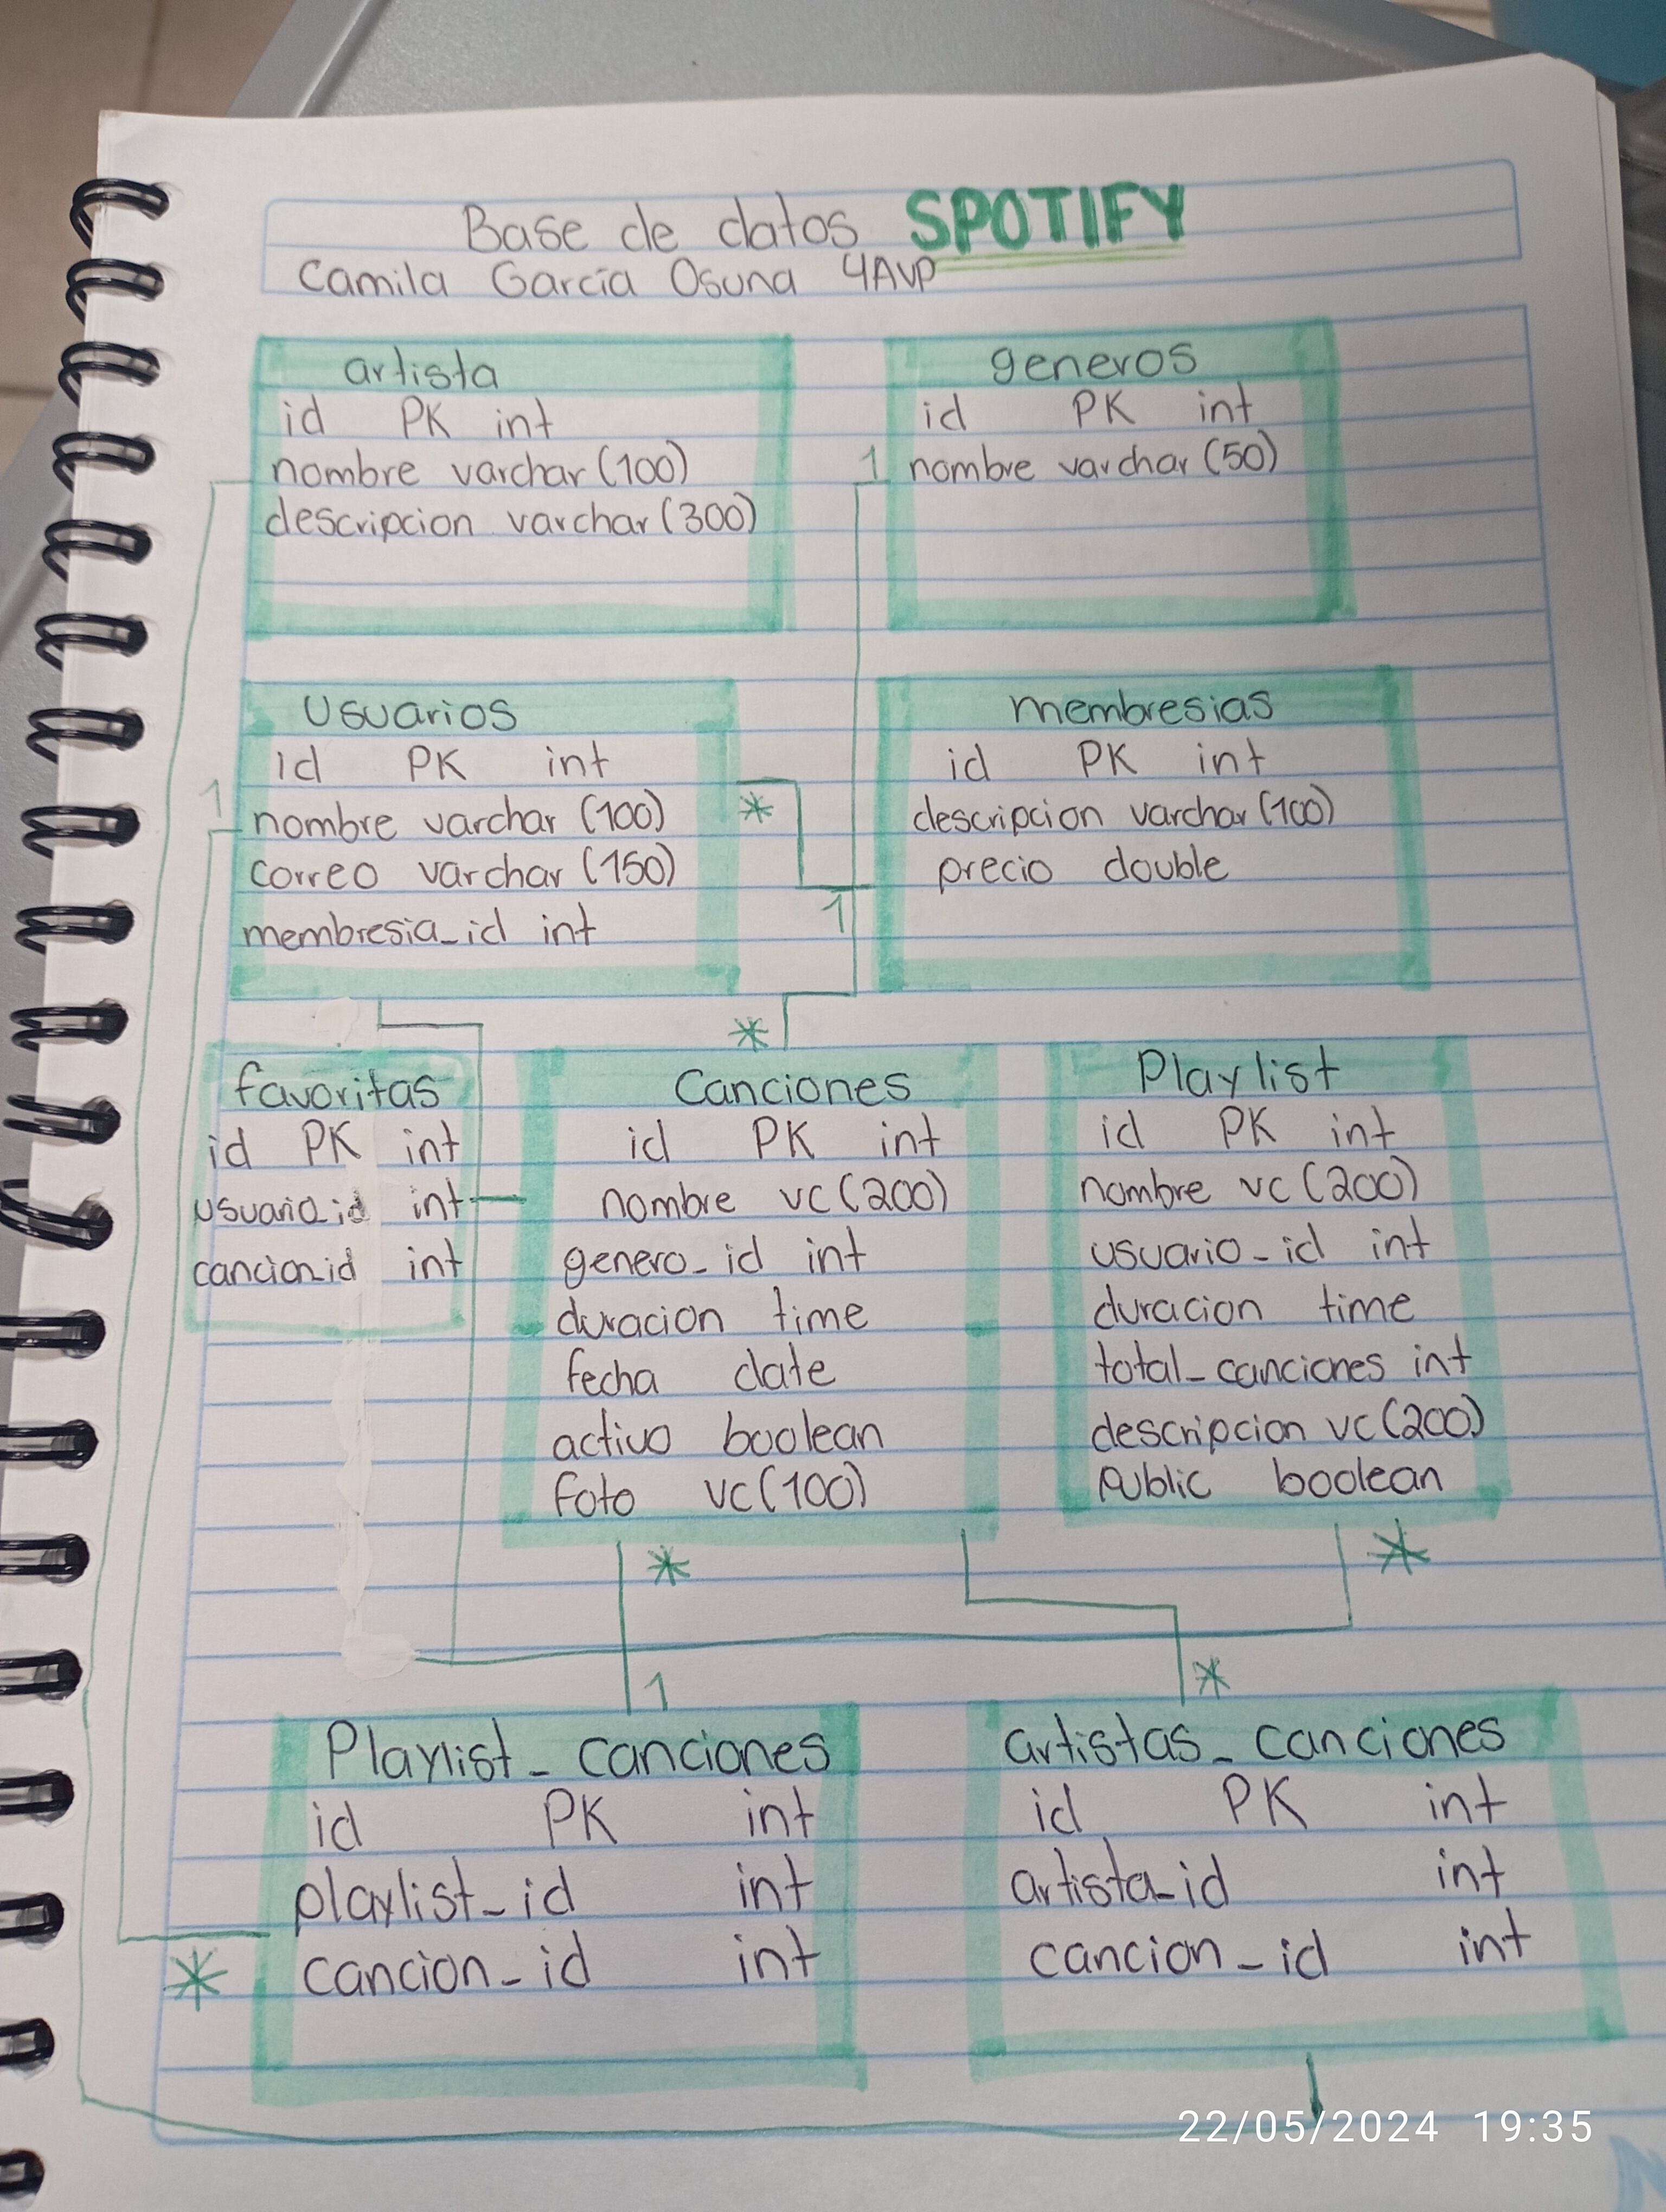 Base de datos SPOTIFY
Camila García Osuna 4AVP
artista
id PK int
nombre varchar (100)
descripcion varchar (300)
generos
id PK int
1 nombre varchar (50)
Usuarios
id PK int
1 nombre varchar (100)
correo varchar (150)
membresia_id int
*
1
membresias
id PK int
descripcion varchar (100)
precio double
*
favoritas
id PK int
usuario_id int
cancion_id int
Canciones
id PK int
nombre vc (200)
genero_id int
duracion time
fecha date
activo boolean
foto vc (100)
Playlist
id PK int
nombre vc (200)
usuario_id int
duracion time
total_canciones int
descripcion vc (200)
public boolean
* *
1 *
Playlist_canciones
id PK int
playlist_id int
* cancion_id int
artistas_canciones
id PK int
artista_id int
cancion_id int
22/05/2024 19:35